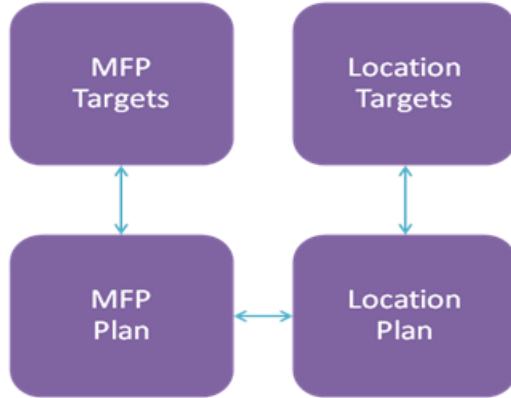 MFP
Targets
Location
Targets
MFP
Plan
Location
Plan